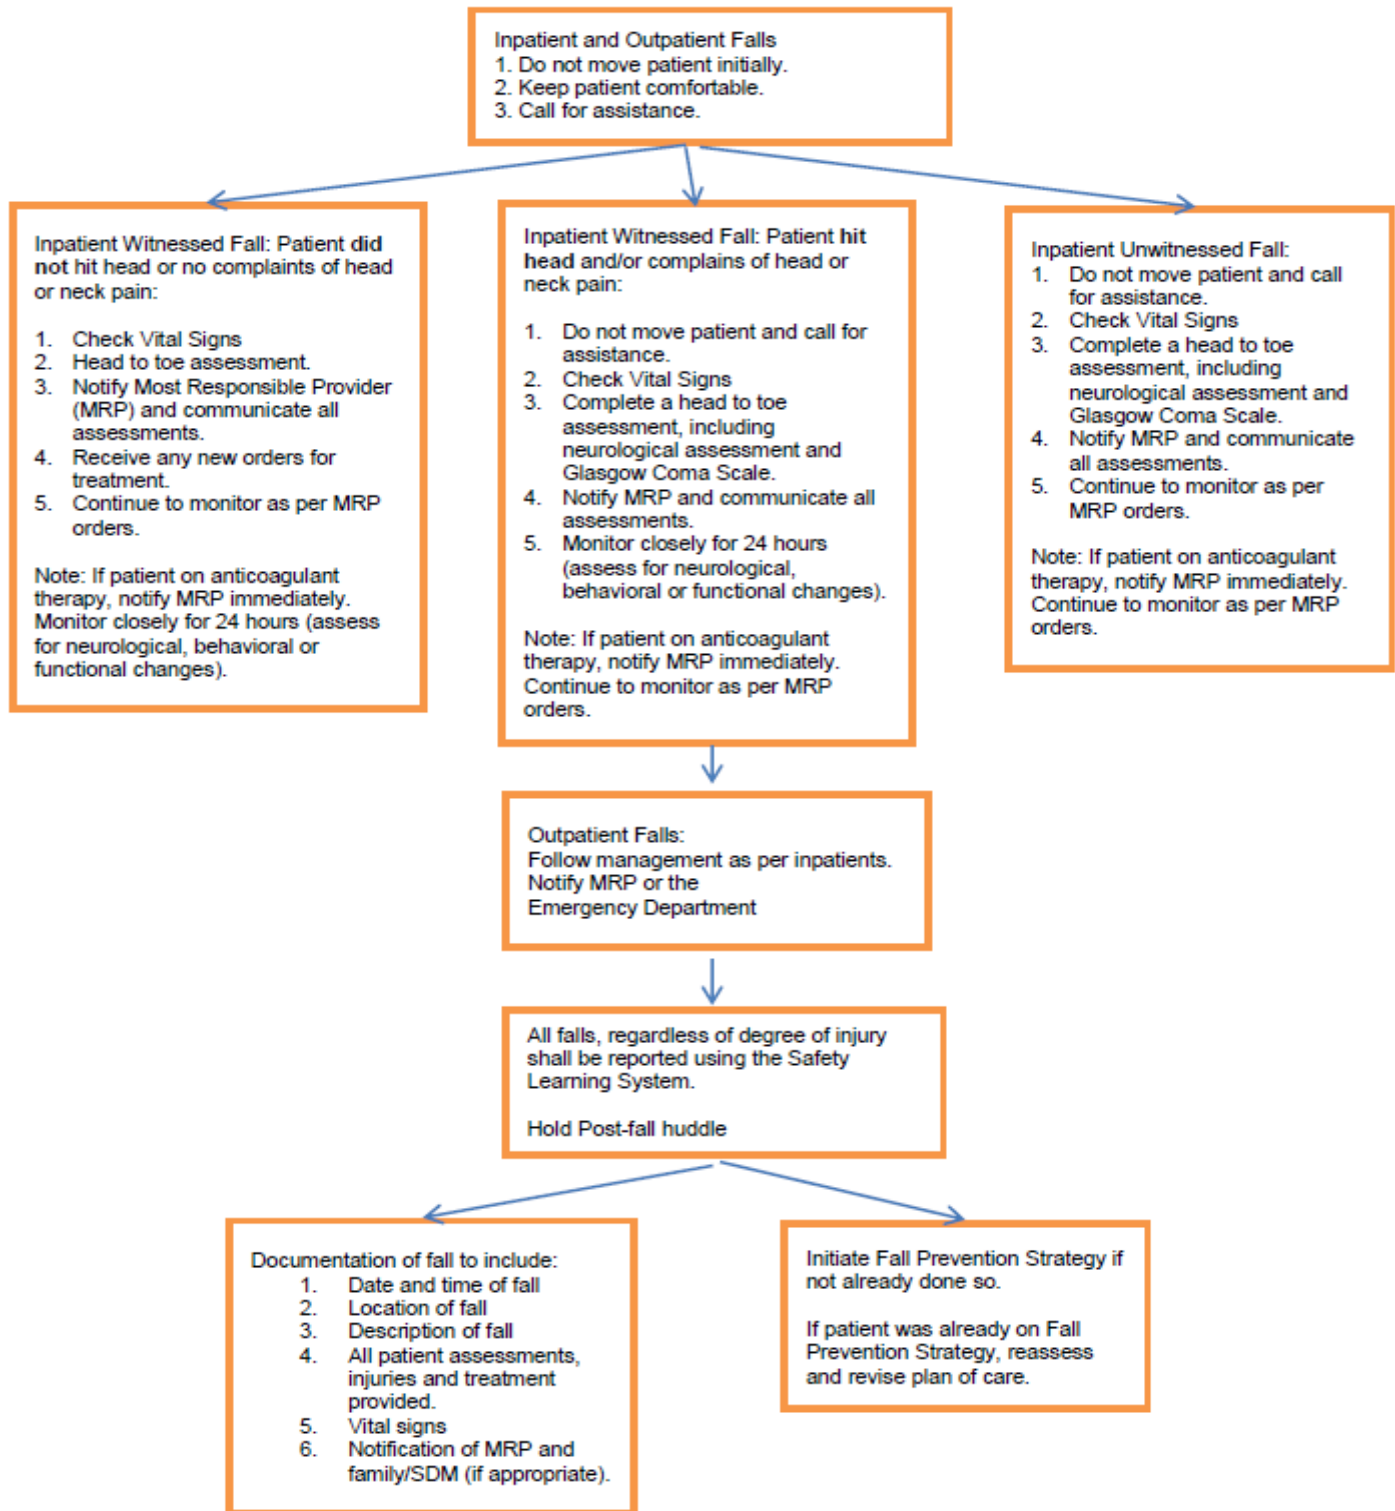 Inpatient and Outpatient Falls
1. Do not move patient initially.
2. Keep patient comfortable.
3. Call for assistance.
Inpatient Witnessed Fall: Patient did
not hit head or no complaints of head
or neck pain:
1. Check Vital Signs
2. Head to toe assessment.
3. Notify Most Responsible Provider
(MRP) and communicate all
assessments.
4. Receive any new orders for
treatment.
5. Continue to monitor as per MRP
orders.
Note: If patient on anticoagulant
therapy, notify MRP immediately.
Monitor closely for 24 hours (assess
for neurological, behavioral or
functional changes).
Inpatient Witnessed Fall: Patient hit
head and/or complains of head or
neck pain:
1. Do not move patient and call for
assistance.
2. Check Vital Signs
3. Complete a head to toe
assessment, including
neurological assessment and
Glasgow Coma Scale.
4. Notify MRP and communicate all
assessments.
5. Monitor closely for 24 hours
(assess for neurological,
behavioral or functional changes).
Note: If patient on anticoagulant
therapy, notify MRP immediately.
Continue to monitor as per MRP
orders.
Inpatient Unwitnessed Fall:
1. Do not move patient and call
for assistance.
2. Check Vital Signs
3. Complete a head to toe
assessment, including
neurological assessment and
Glasgow Coma Scale.
4. Notify MRP and communicate
all assessments.
5. Continue to monitor as per
MRP orders.
Note: If patient on anticoagulant
therapy, notify MRP immediately.
Continue to monitor as per MRP
orders.
Outpatient Falls:
Follow management as per inpatients.
Notify MRP or the
Emergency Department
All falls, regardless of degree of injury
shall be reported using the Safety
Learning System.
Hold Post-fall huddle
Documentation of fall to include:
1. Date and time of fall
2. Location of fall
3. Description of fall
4. All patient assessments,
injuries and treatment
provided.
5. Vital signs
6. Notification of MRP and
family/SDM (if appropriate).
Initiate Fall Prevention Strategy if
not already done so.
If patient was already on Fall
Prevention Strategy, reassess
and revise plan of care.